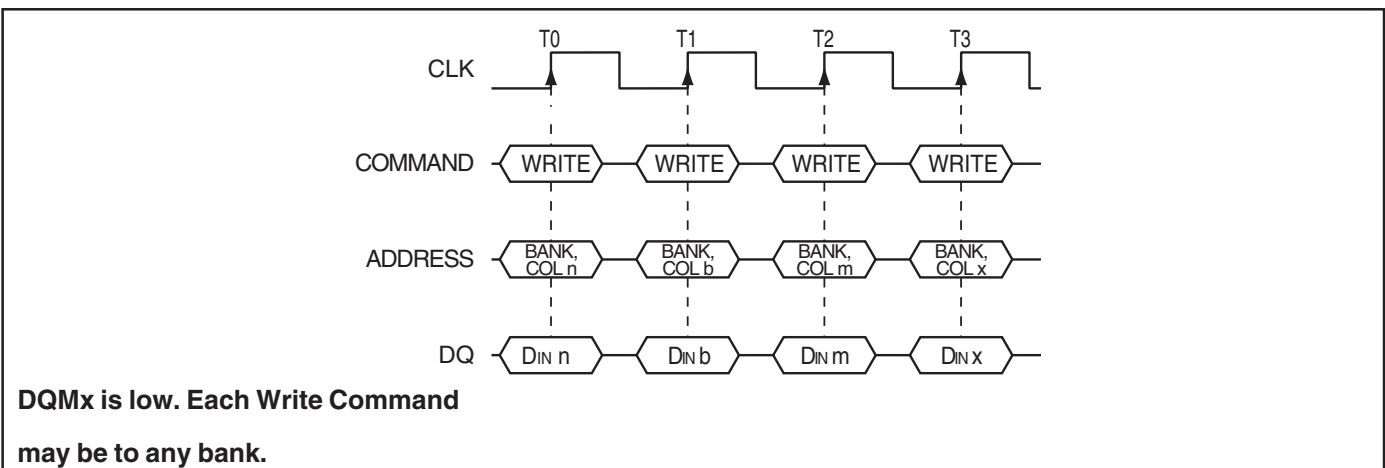 T0 T1 T2 T3
CLK
COMMAND WRITE WRITE WRITE WRITE
ADDRESS BANK, COL n BANK, COL b BANK, COL m BANK, COL x
DQ DIN n DIN b DIN m DIN x
DQMx is low. Each Write Command
may be to any bank.